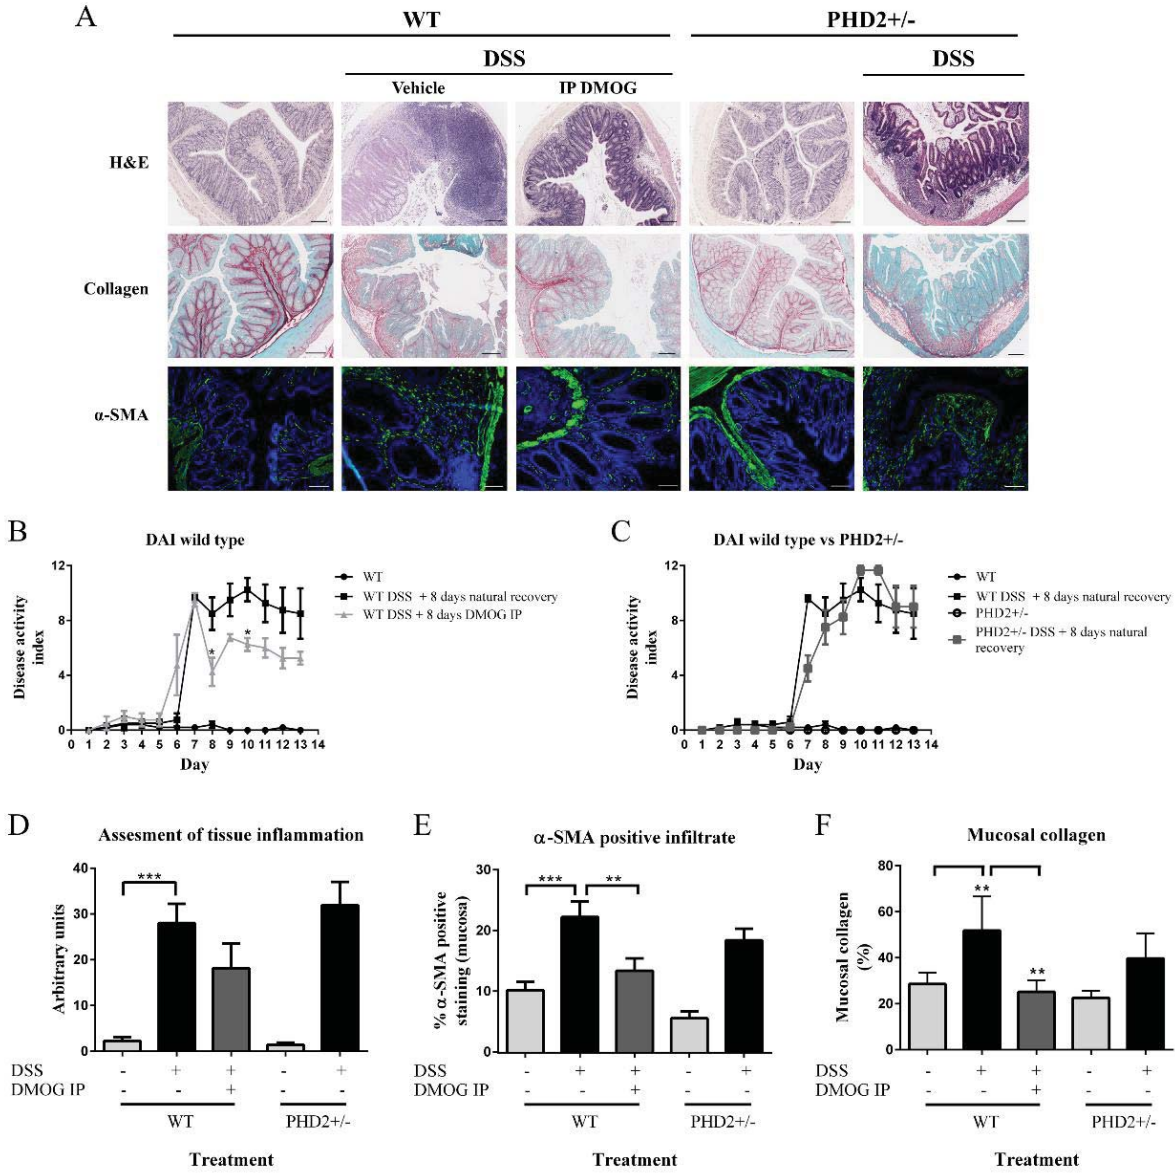 A
WT
PHD2+/-
DSS
DSS
Vehicle
IP DMOG
H&E
Collagen
α-SMA
B
DAI wild type
Disease activity
index
12
8
4
0
0 1 2 3 4 5 6 7 8 9 10 11 12 13 14
Day
*
*
WT
WT DSS + 8 days natural recovery
WT DSS + 8 days DMOG IP
C
DAI wild type vs PHD2+/-
Disease activity
index
12
8
4
0
0 1 2 3 4 5 6 7 8 9 10 11 12 13 14
Day
WT
WT DSS + 8 days natural recovery
PHD2+/-
PHD2+/- DSS + 8 days natural
recovery
D
Assesment of tissue inflammation
Arbitrary units
40
30
20
10
0
***
DSS - + + - +
DMOG IP - - + - -
WT PHD2+/-
Treatment
E
α-SMA positive infiltrate
% α-SMA positive
staining (mucosa)
30
20
10
0
*** **
DSS - + + - +
DMOG IP - - + - -
WT PHD2+/-
Treatment
F
Mucosal collagen
Mucosal collagen
(%)
80
60
40
20
0
**
**
DSS - + + - +
DMOG IP - - + - -
WT PHD2+/-
Treatment